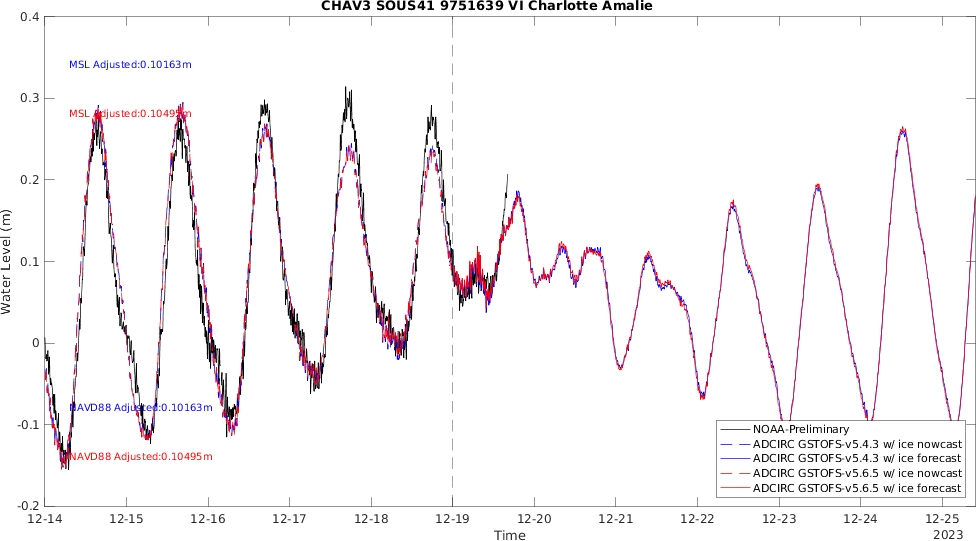 CHAV3 SOUS41 9751639 VI Charlotte Amalie
0.4
0.3
0.2
0.1
0
-0.1
-0.2
Water Level (m)
MSL Adjusted:0.10163m
MSL Adjusted:0.10495m
NAVD88 Adjusted:0.10163m
NAVD88 Adjusted:0.10495m
NOAA-Preliminary
ADCIRC GSTOFS-v5.4.3 w/ ice nowcast
ADCIRC GSTOFS-v5.4.3 w/ ice forecast
ADCIRC GSTOFS-v5.6.5 w/ ice nowcast
ADCIRC GSTOFS-v5.6.5 w/ ice forecast
12-14 12-15 12-16 12-17 12-18 12-19 12-20 12-21 12-22 12-23 12-24 12-25
Time
2023